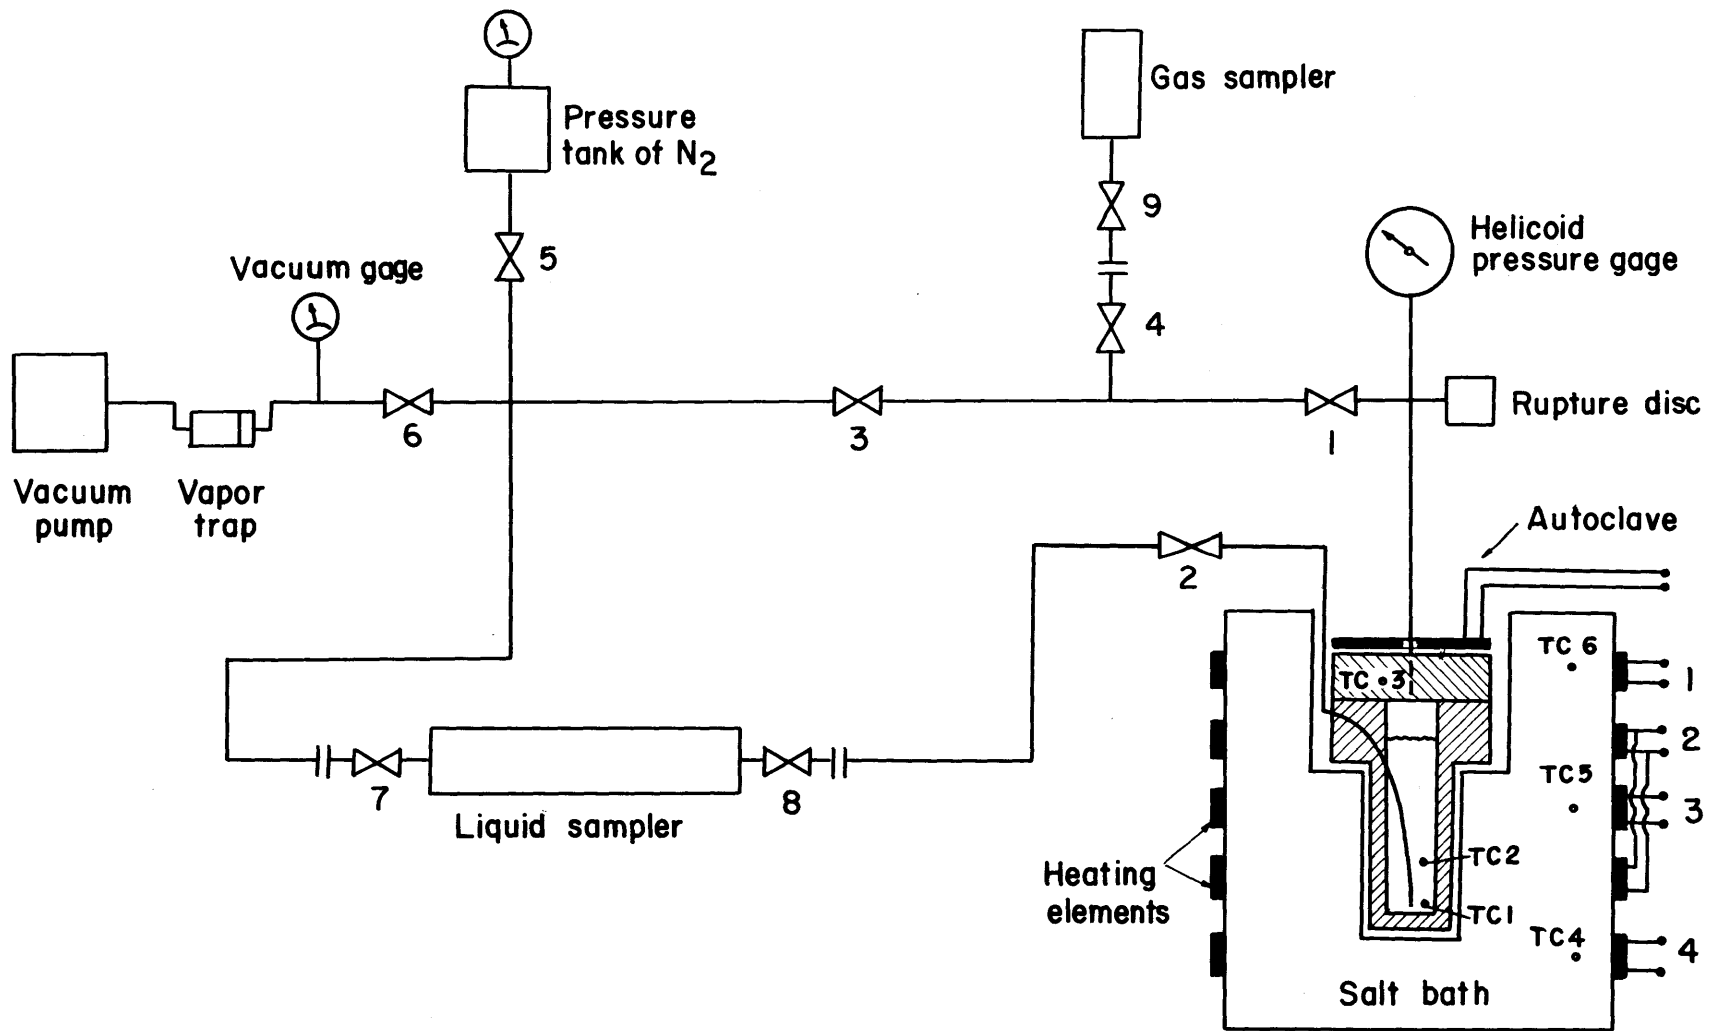 Gas sampler
Pressure
tank of N2
9
Helicoid
pressure gage
5
Vacuum gage
4
6
3
1
Rupture disc
Vacuum
pump
Vapor
trap
Autoclave
2
TC 6
TC 3
1
2
TC5
7
8
3
Liquid sampler
TC2
Heating
elements
TC1
TC4
4
Salt bath